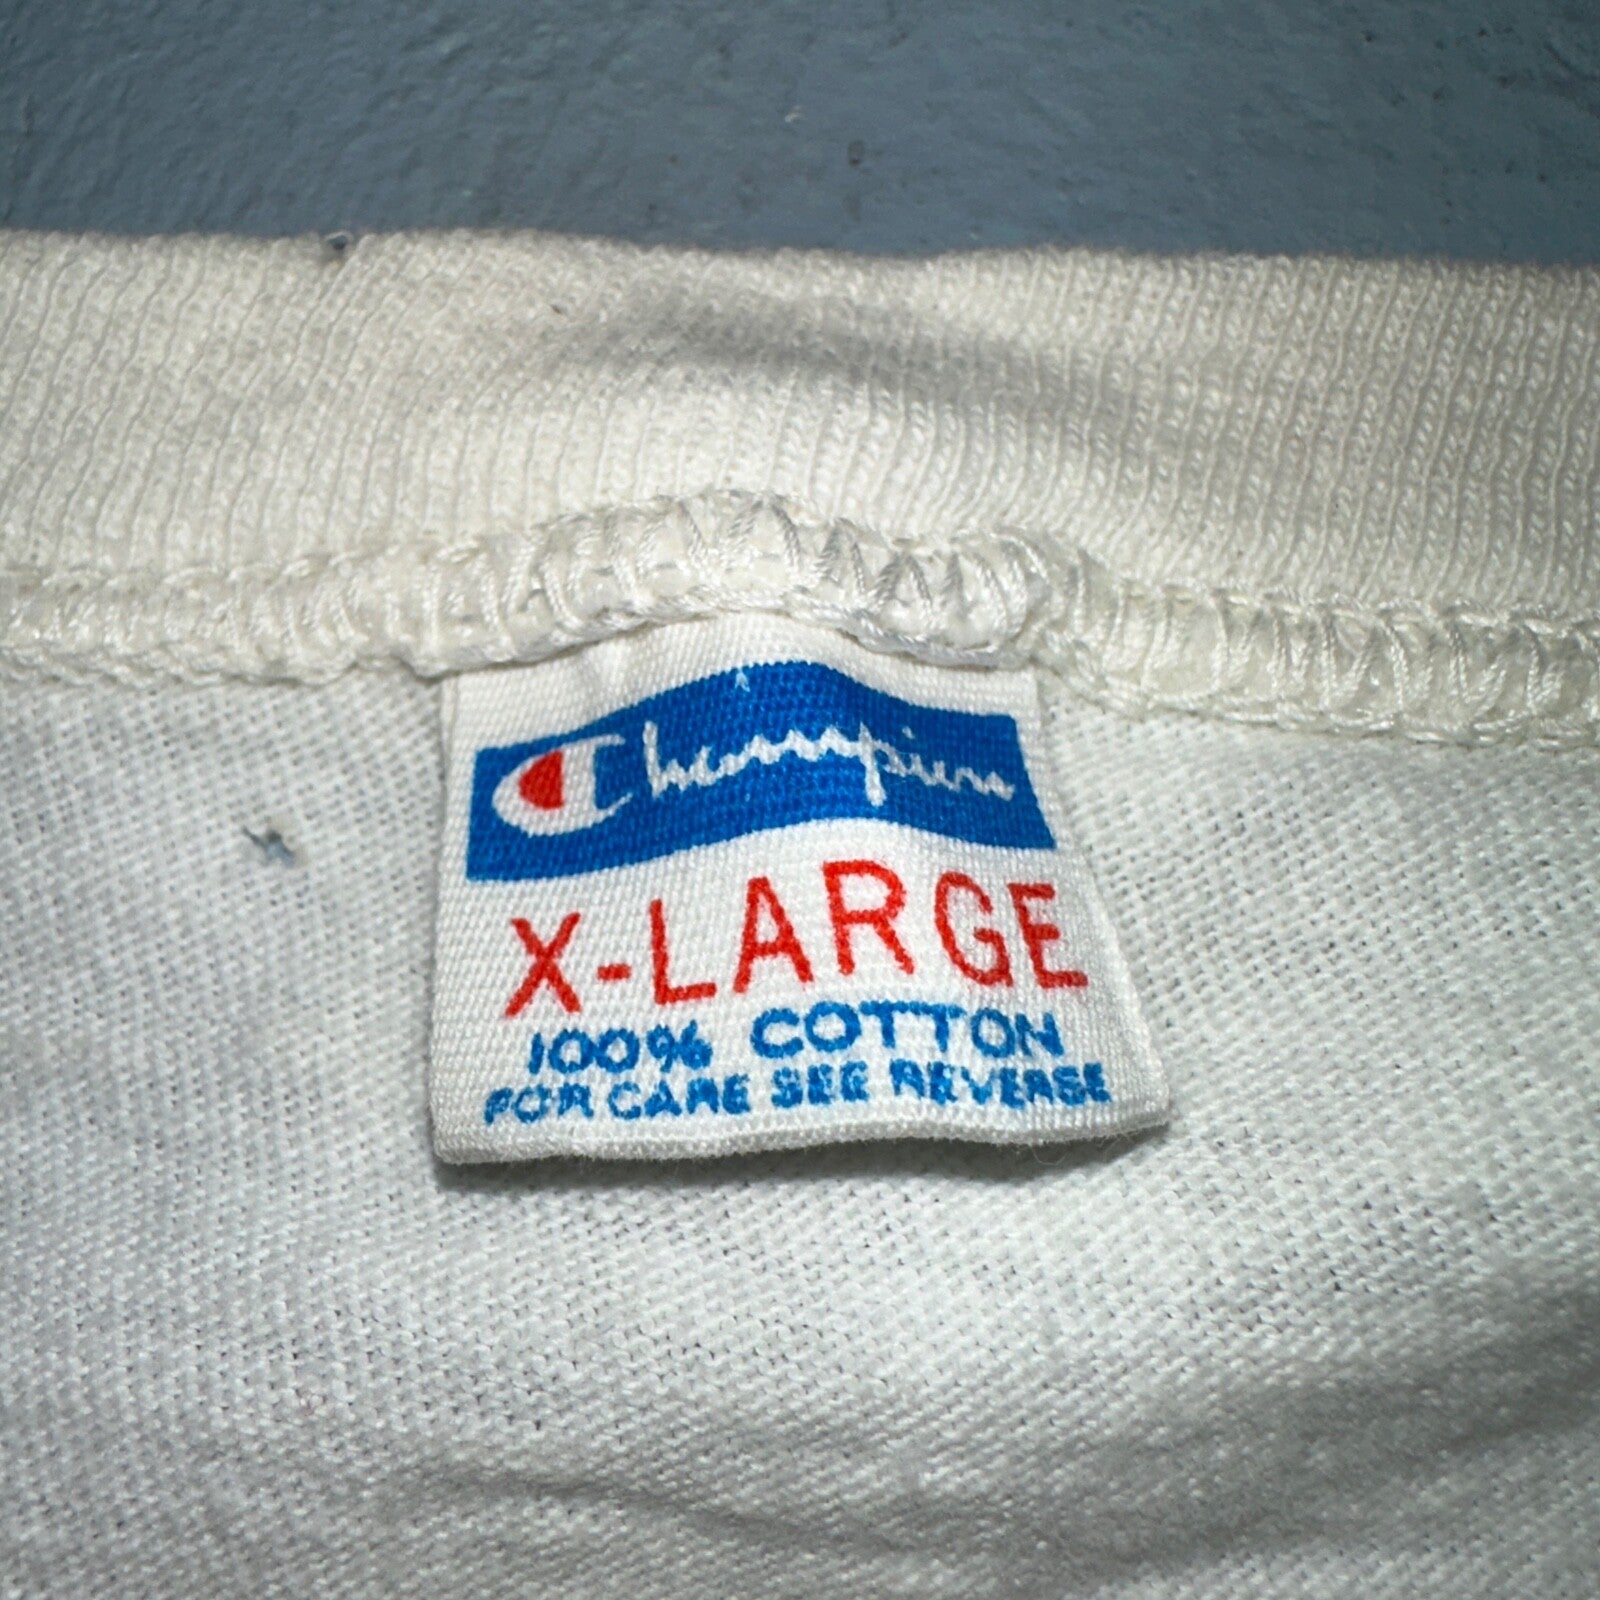 Champion
X-LARGE
100% COTTON
FOR CARE SEE REVERSE